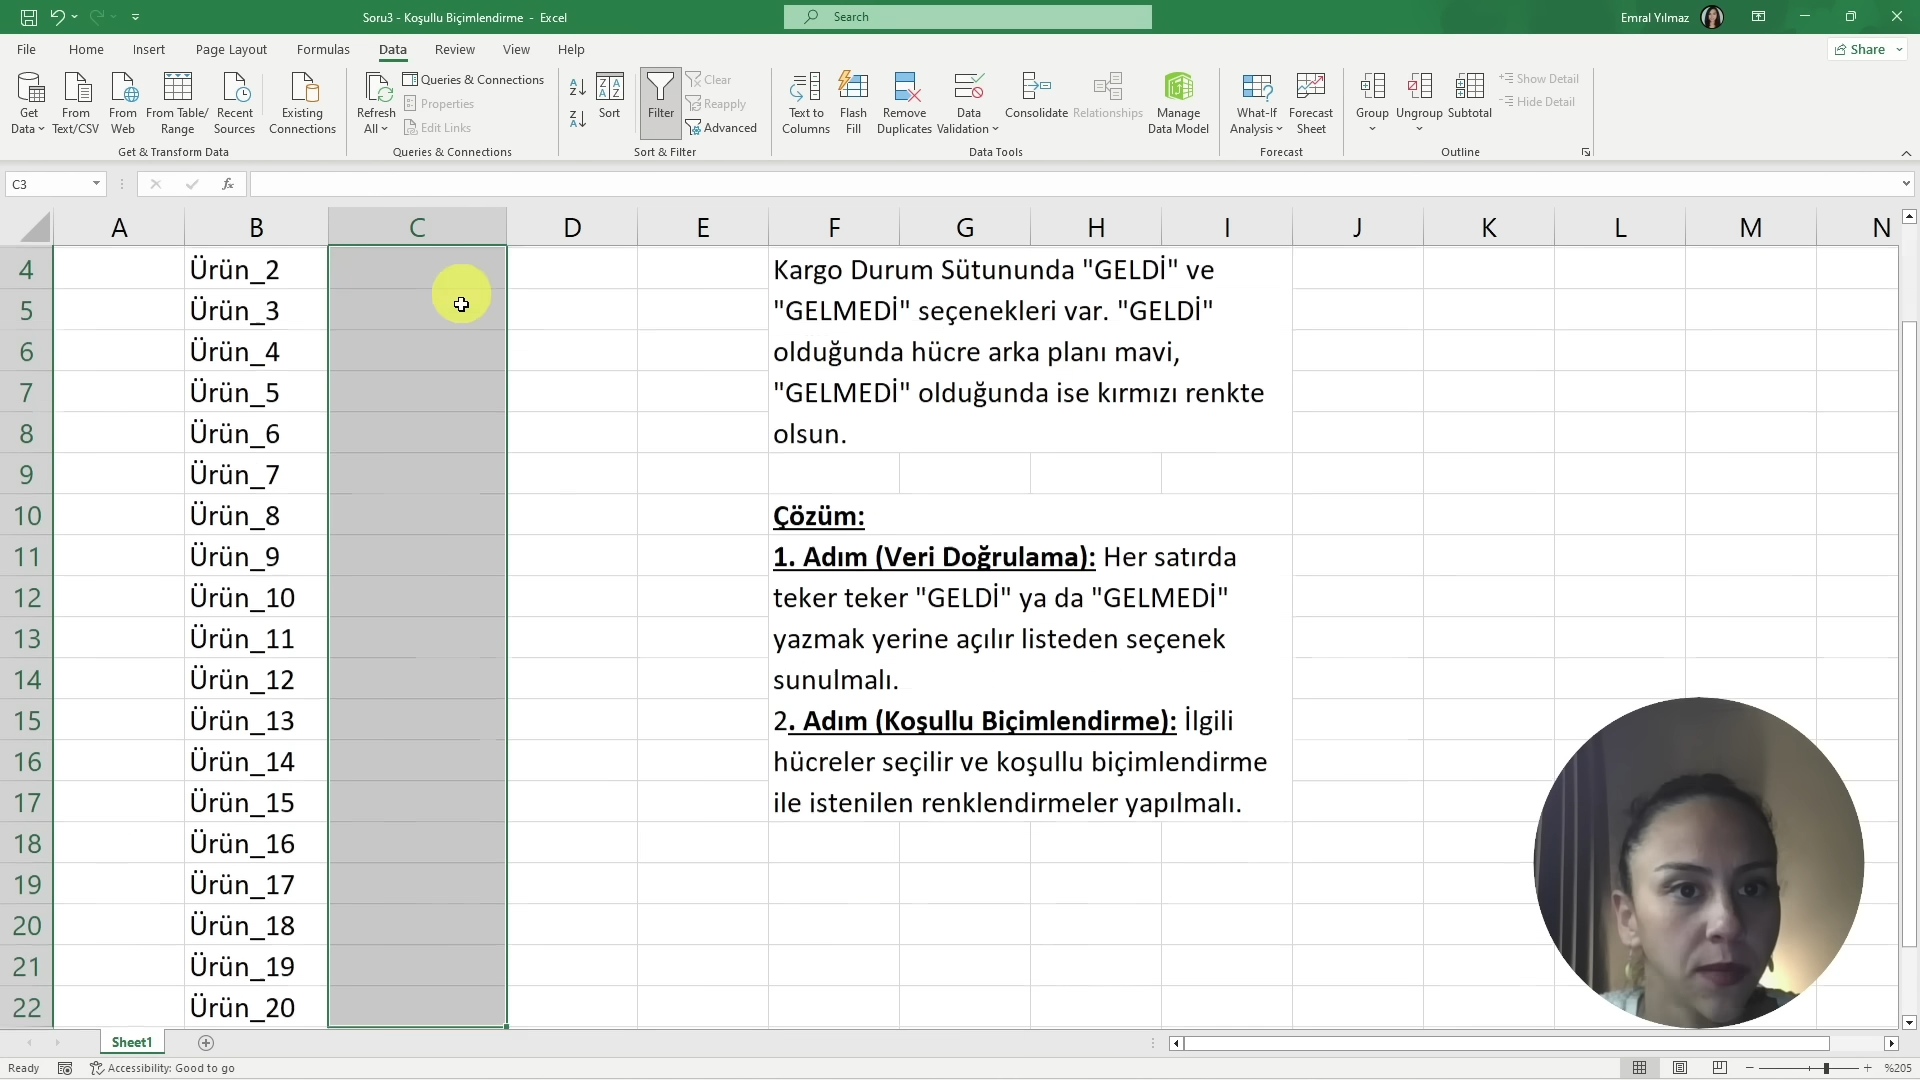 Soru3 - Koşullu Biçimlendirme - Excel
Search
Emral Yılmaz
File Home Insert Page Layout Formulas Data Review View Help
Share
Get Data
From Text/CSV
From Web
From Table/ Range
Recent Sources
Existing Connections
Refresh All
Queries & Connections
Properties
Edit Links
Sort
Filter
Clear
Reapply
Advanced
Text to Columns
Flash Fill
Remove Duplicates
Data Validation
Consolidate
Relationships
Manage Data Model
What-If Analysis
Forecast Sheet
Group
Ungroup
Subtotal
Show Detail
Hide Detail
Get & Transform Data
Queries & Connections
Sort & Filter
Data Tools
Forecast
Outline
C3
fx
A B C D E F G H I J K L M N
4 Ürün_2 Kargo Durum Sütununda "GELDİ" ve
5 Ürün_3 "GELMEDİ" seçenekleri var. "GELDİ"
6 Ürün_4 olduğunda hücre arka planı mavi,
7 Ürün_5 "GELMEDİ" olduğunda ise kırmızı renkte
8 Ürün_6 olsun.
9 Ürün_7
10 Ürün_8 Çözüm:
11 Ürün_9 1. Adım (Veri Doğrulama): Her satırda
12 Ürün_10 teker teker "GELDİ" ya da "GELMEDİ"
13 Ürün_11 yazmak yerine açılır listeden seçenek
14 Ürün_12 sunulmalı.
15 Ürün_13 2. Adım (Koşullu Biçimlendirme): İlgili
16 Ürün_14 hücreler seçilir ve koşullu biçimlendirme
17 Ürün_15 ile istenilen renklendirmeler yapılmalı.
18 Ürün_16
19 Ürün_17
20 Ürün_18
21 Ürün_19
22 Ürün_20
Sheet1
Ready
Accessibility: Good to go
%205